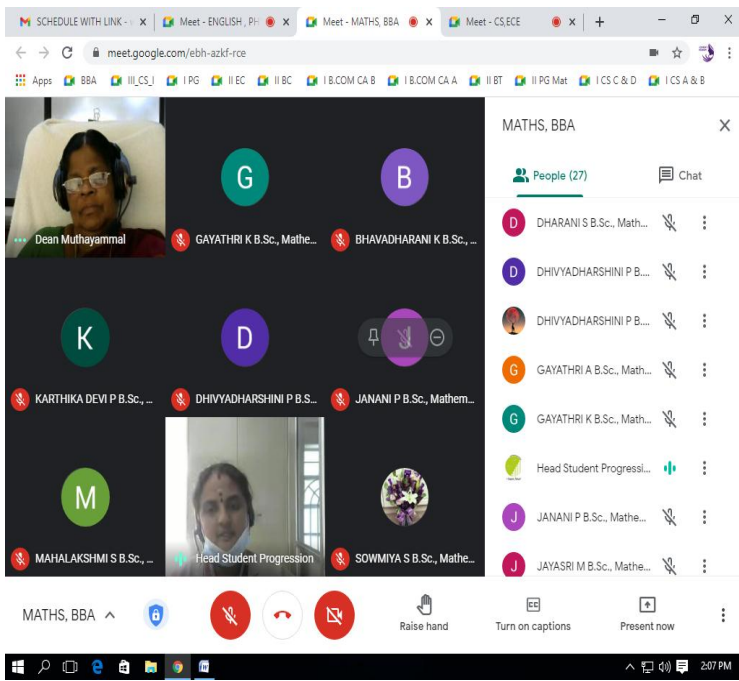 SCHEDULE WITH LINK -
Meet - ENGLISH , PH
Meet - MATHS, BBA
Meet - CS,ECE
meet.google.com/ebh-azkf-rce
Apps BBA III_CS_I I PG II EC II BC I B.COM CA B I B.COM CA A II BT II PG Mat I CS C & D I CS A & B
Dean Muthayammal
G
GAYATHRI K B.Sc., Mathe...
B
BHAVADHARANI K B.Sc., ...
K
KARTHIKA DEVI P B.Sc., ...
D
DHIVYADHARSHINI P B.S...
JANANI P B.Sc., Mathem...
M
MAHALAKSHMI S B.Sc., ...
Head Student Progression
SOWMIYA S B.Sc., Mathe...
MATHS, BBA
People (27) Chat
D DHARANI S B.Sc., Math...
D DHIVYADHARSHINI P B....
DHIVYADHARSHINI P B....
G GAYATHRI A B.Sc., Math...
G GAYATHRI K B.Sc., Math...
Head Student Progressi...
J JANANI P B.Sc., Mathe...
J JAYASRI M B.Sc., Mathe...
MATHS, BBA
Raise hand
CC
Turn on captions
Present now
2:07 PM